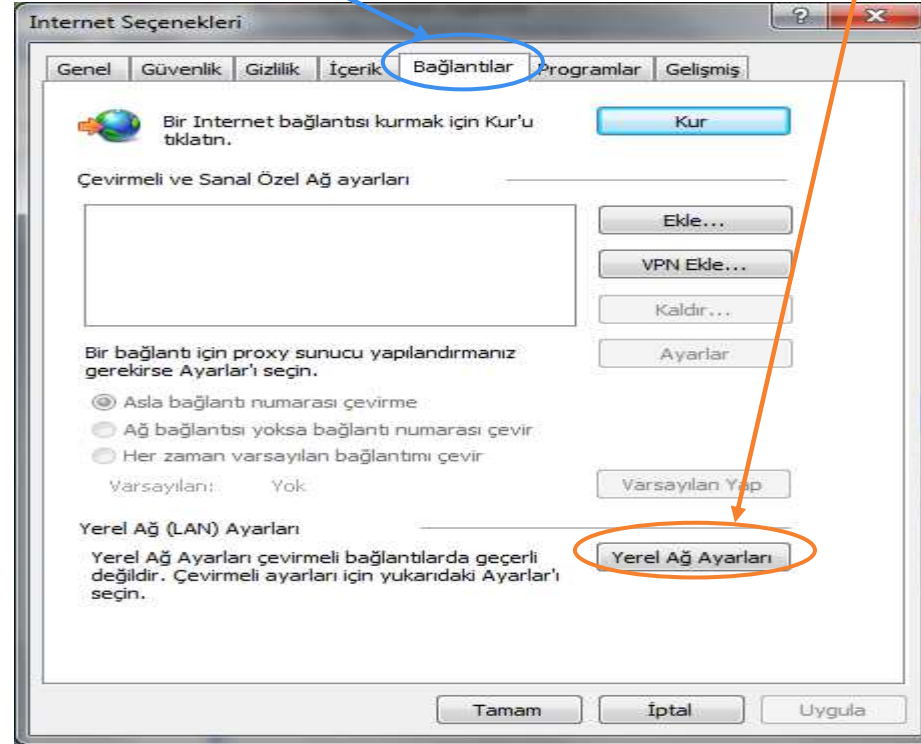 Internet Seçenekleri
Genel Güvenlik Gizlilik İçerik Bağlantılar Programlar Gelişmiş
Bir Internet bağlantısı kurmak için Kur'u
tıklatın.
Kur
Çevirmeli ve Sanal Özel Ağ ayarları
Ekle...
VPN Ekle...
Kaldır...
Bir bağlantı için proxy sunucu yapılandırmanız
gerekirse Ayarlar'ı seçin.
Ayarlar
Asla bağlantı numarası çevirme
Ağ bağlantısı yoksa bağlantı numarası çevir
Her zaman varsayılan bağlantımı çevir
Varsayılan: Yok
Varsayılan Yap
Yerel Ağ (LAN) Ayarları
Yerel Ağ Ayarları çevirmeli bağlantılarda geçerli
değildir. Çevirmeli ayarları için yukarıdaki Ayarlar'ı
seçin.
Yerel Ağ Ayarları
Tamam İptal Uygula